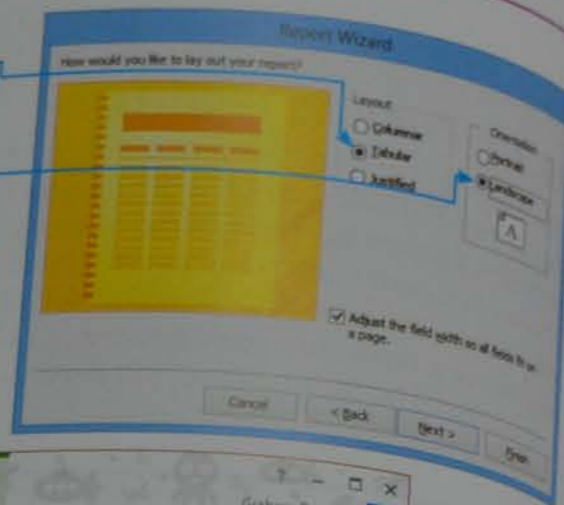 Report Wizard
How would you like to lay out your report?
Layout
Columnar
Tabular
Justified
Orientation
Portrait
Landscape
A
Adjust the field width so all fields fit on
a page.
Cancel
< Back
Next >
Finish
?